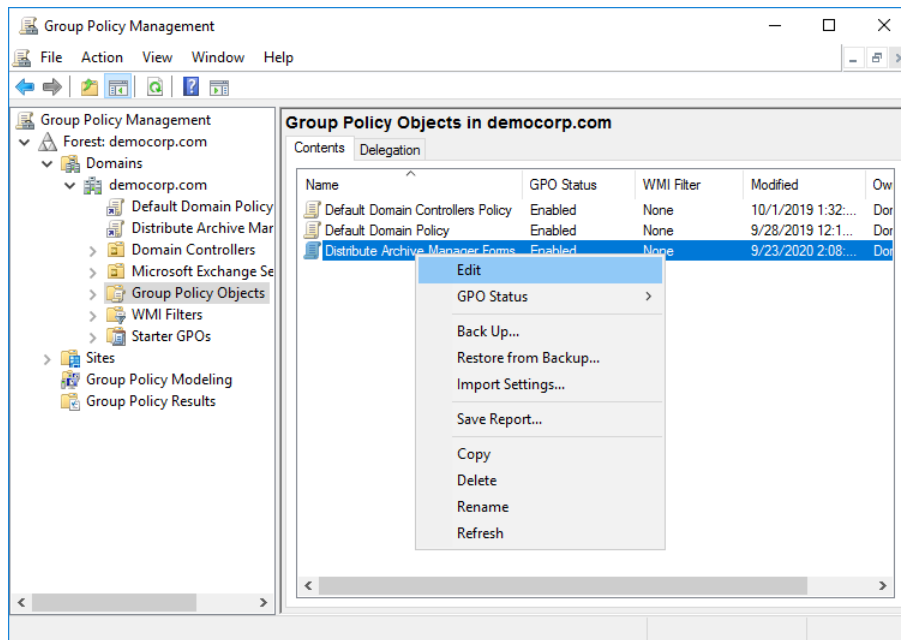 Group Policy Management
File Action View Window Help
Group Policy Management
Forest: democorp.com
Domains
democorp.com
Default Domain Policy
Distribute Archive Mar
Domain Controllers
Microsoft Exchange Se
Group Policy Objects
WMI Filters
Starter GPOs
Sites
Group Policy Modeling
Group Policy Results
Group Policy Objects in democorp.com
Contents Delegation
Name GPO Status WMI Filter Modified Ow
Default Domain Controllers Policy Enabled None 10/1/2019 1:32:... Dor
Default Domain Policy Enabled None 9/28/2019 12:1... Dor
Distribute Archive Manager Forms Enabled None 9/23/2020 2:08:... Dor
Edit
GPO Status
Back Up...
Restore from Backup...
Import Settings...
Save Report...
Copy
Delete
Rename
Refresh